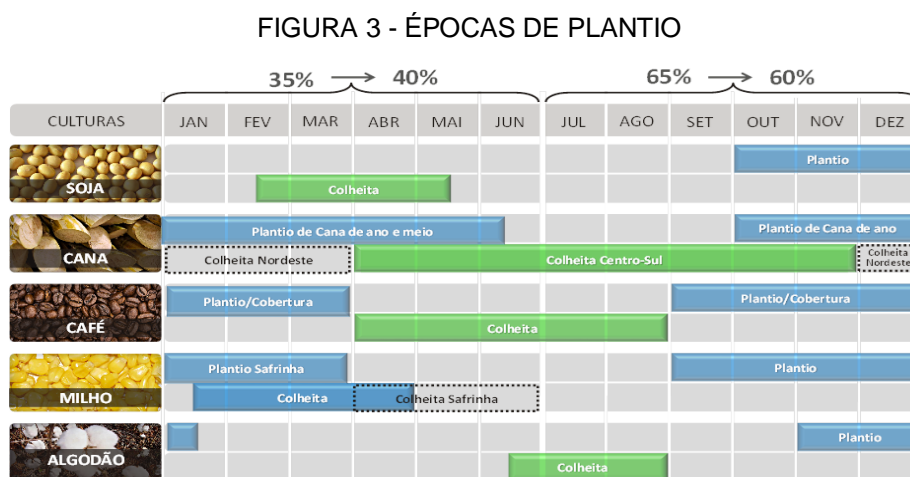 FIGURA 3 - ÉPOCAS DE PLANTIO
35% → 40% 65% → 60%
CULTURAS JAN FEV MAR ABR MAI JUN JUL AGO SET OUT NOV DEZ
Plantio
SOJA
Colheita
Plantio de Cana de ano e meio
Plantio de Cana de ano
CANA
Colheita Nordeste
Colheita Centro-Sul
Colheita
Nordeste
Plantio/Cobertura
Plantio/Cobertura
CAFÉ
Colheita
Plantio Safrinha
Plantio
MILHO
Colheita
Colheita Safrinha
Plantio
ALGODÃO
Colheita